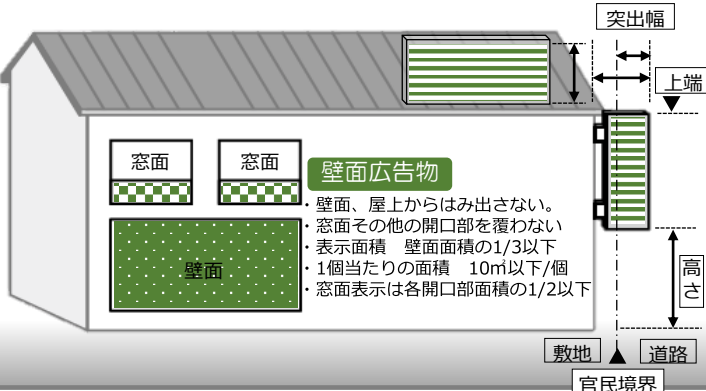 突出幅
上端
窓面
窓面
壁面広告物
・壁面、屋上からはみ出さない。
・窓面その他の開口部を覆わない
・表示面積　壁面面積の1/3以下
・1個当たりの面積　10㎡以下/個
・窓面表示は各開口部面積の1/2以下
壁面
高さ
敷地
道路
官民境界